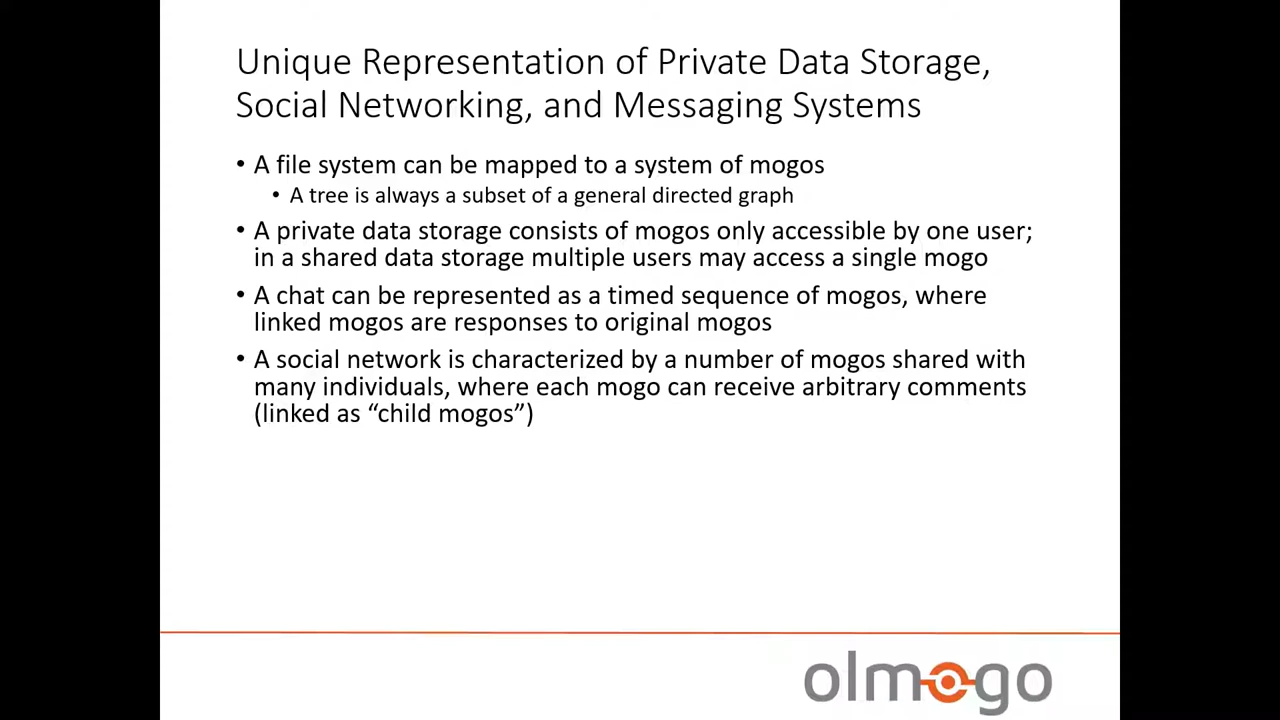 Unique Representation of Private Data Storage,
Social Networking, and Messaging Systems
• A file system can be mapped to a system of mogos
• A tree is always a subset of a general directed graph
• A private data storage consists of mogos only accessible by one user;
in a shared data storage multiple users may access a single mogo
• A chat can be represented as a timed sequence of mogos, where
linked mogos are responses to original mogos
• A social network is characterized by a number of mogos shared with
many individuals, where each mogo can receive arbitrary comments
(linked as “child mogos”)
olmogo